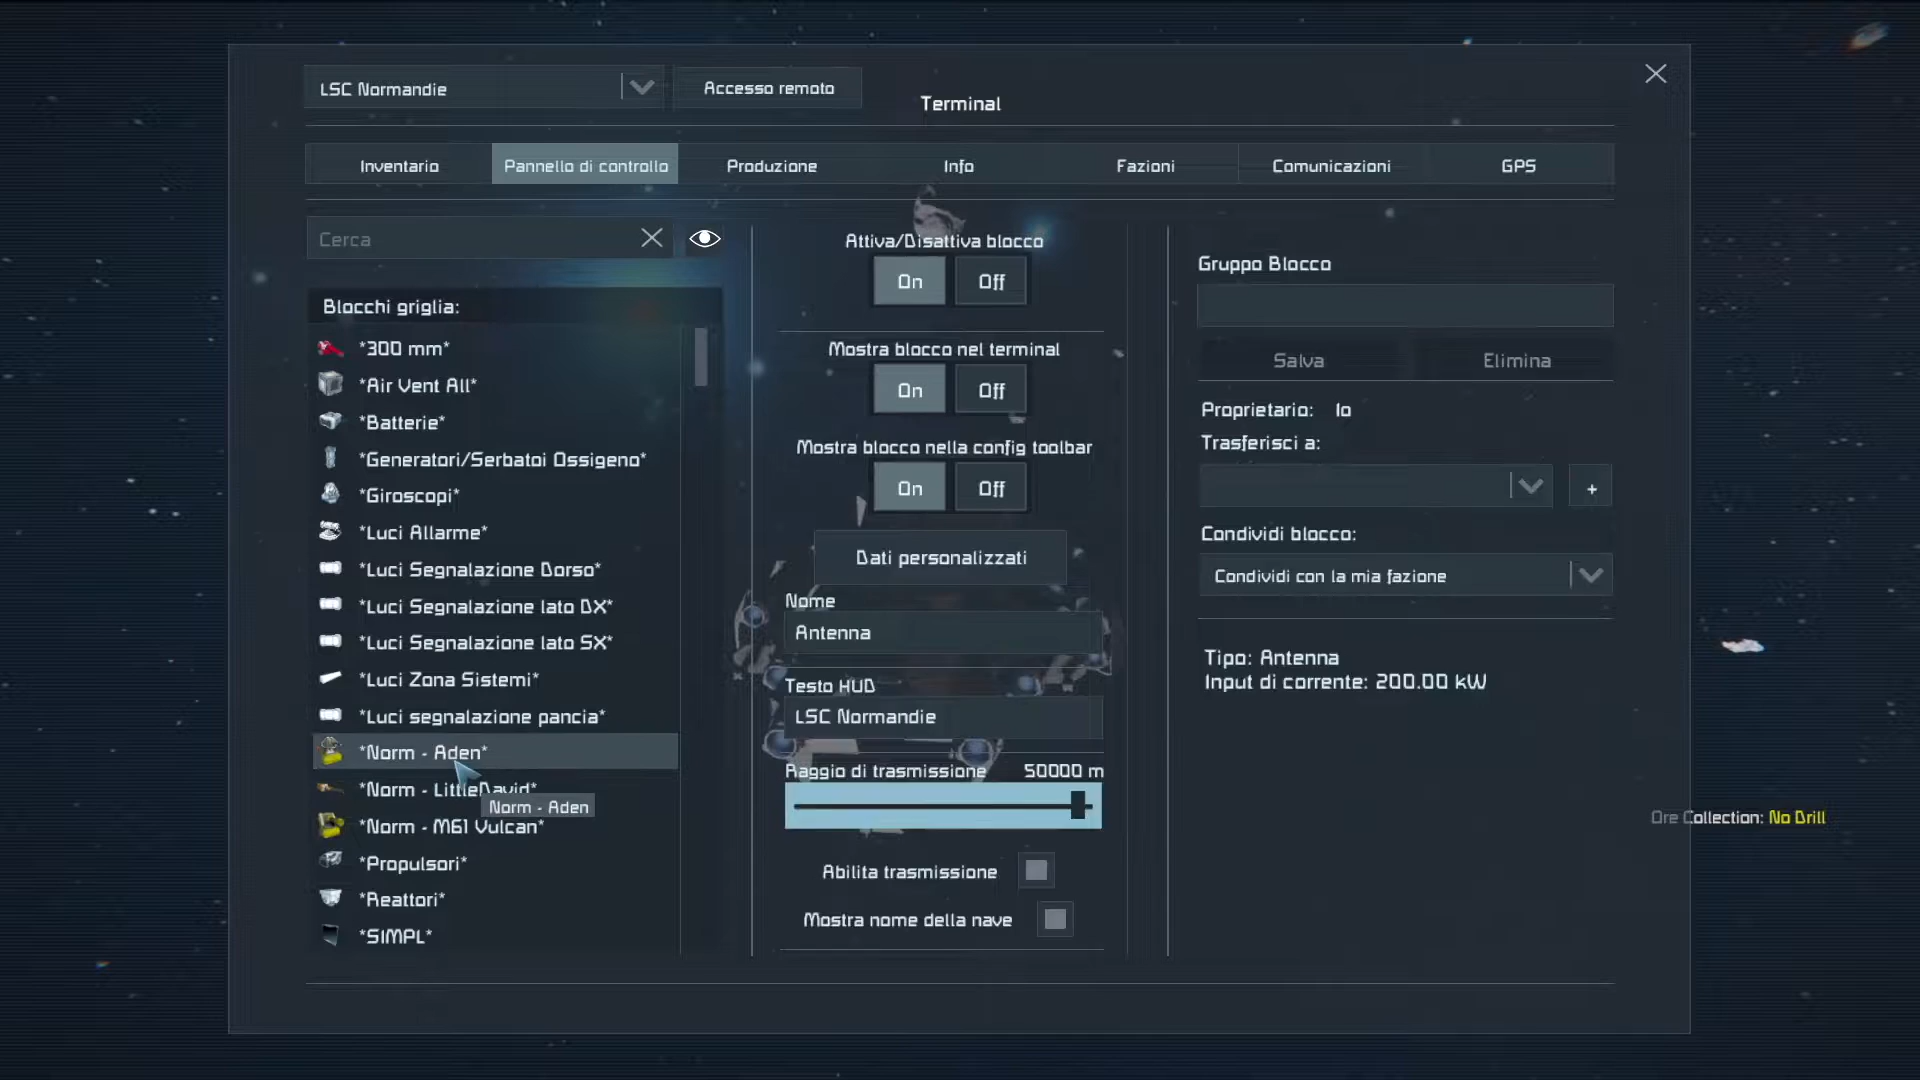 LSC Normandie
Accesso remoto
Terminal
Inventario
Pannello di controllo
Produzione
Info
Fazioni
Comunicazioni
GPS
Cerca
Blocchi griglia:
*300 mm*
*Air Vent All*
*Batterie*
*Generatori/Serbatoi Ossigeno*
*Giroscopi*
*Luci Allarme*
*Luci Segnalazione Dorso*
*Luci Segnalazione lato DX*
*Luci Segnalazione lato SX*
*Luci Zona Sistemi*
*Luci segnalazione pancia*
*Norm - Aden*
*Norm - LittleDavid*
Norm - Aden
*Norm - M61 Vulcan*
*Propulsori*
*Reattori*
*SIMPL*
Attiva/Disattiva blocco
On Off
Mostra blocco nel terminal
On Off
Mostra blocco nella config toolbar
On Off
Dati personalizzati
Nome
Antenna
Testo HUD
LSC Normandie
Raggio di trasmissione 50000 m
Abilita trasmissione
Mostra nome della nave
Gruppo Blocco
Salva Elimina
Proprietario: Io
Trasferisci a:
+
Condividi blocco:
Condividi con la mia fazione
Tipo: Antenna
Input di corrente: 200.00 kW
Ore Collection: No Drill